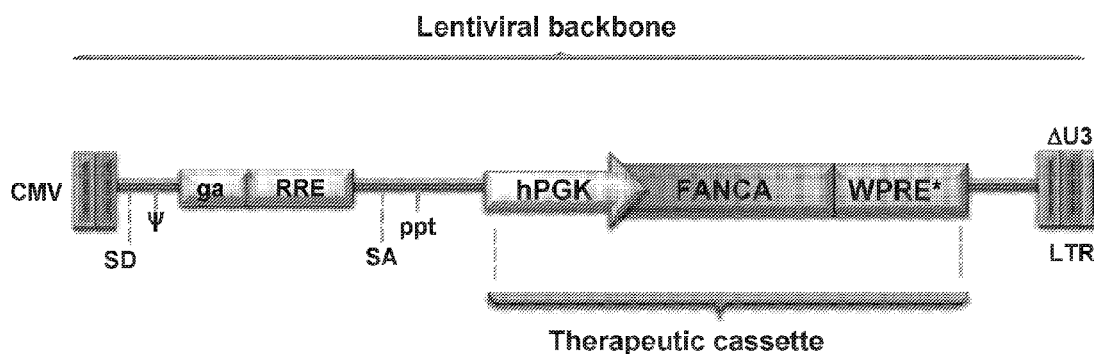 Lentiviral backbone
ΔU3
CMV
ga
RRE
hPGK
FANCA
WPRE*
Ψ
ppt
SD
SA
LTR
Therapeutic cassette